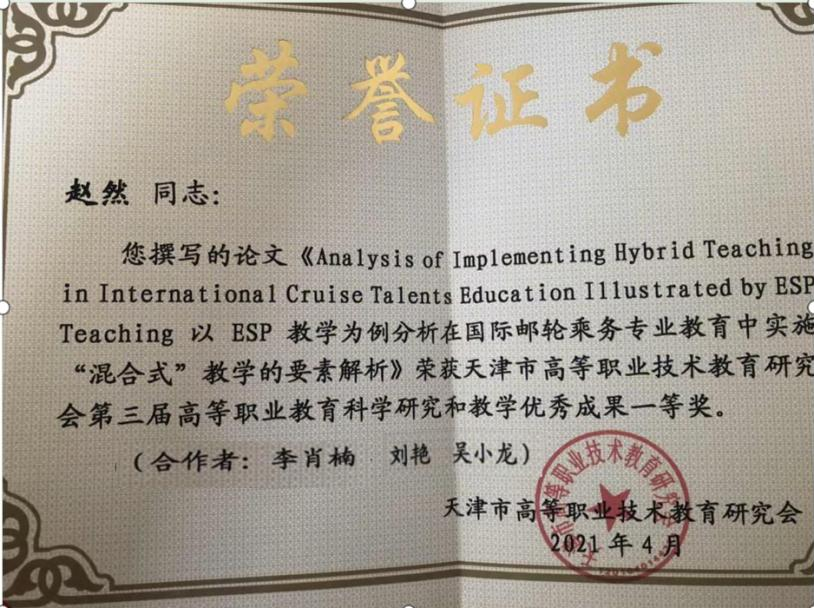 荣誉证书
赵然 同志：
您撰写的论文《Analysis of Implementing Hybrid Teaching
in International Cruise Talents Education Illustrated by ESP
Teaching 以 ESP 教学为例分析在国际邮轮乘务专业教育中实施
“混合式”教学的要素解析》荣获天津市高等职业技术教育研究
会第三届高等职业教育科学研究和教学优秀成果一等奖。
（合作者：李肖楠 刘艳 吴小龙）
天津市高等职业技术教育研究会
2021 年 4 月